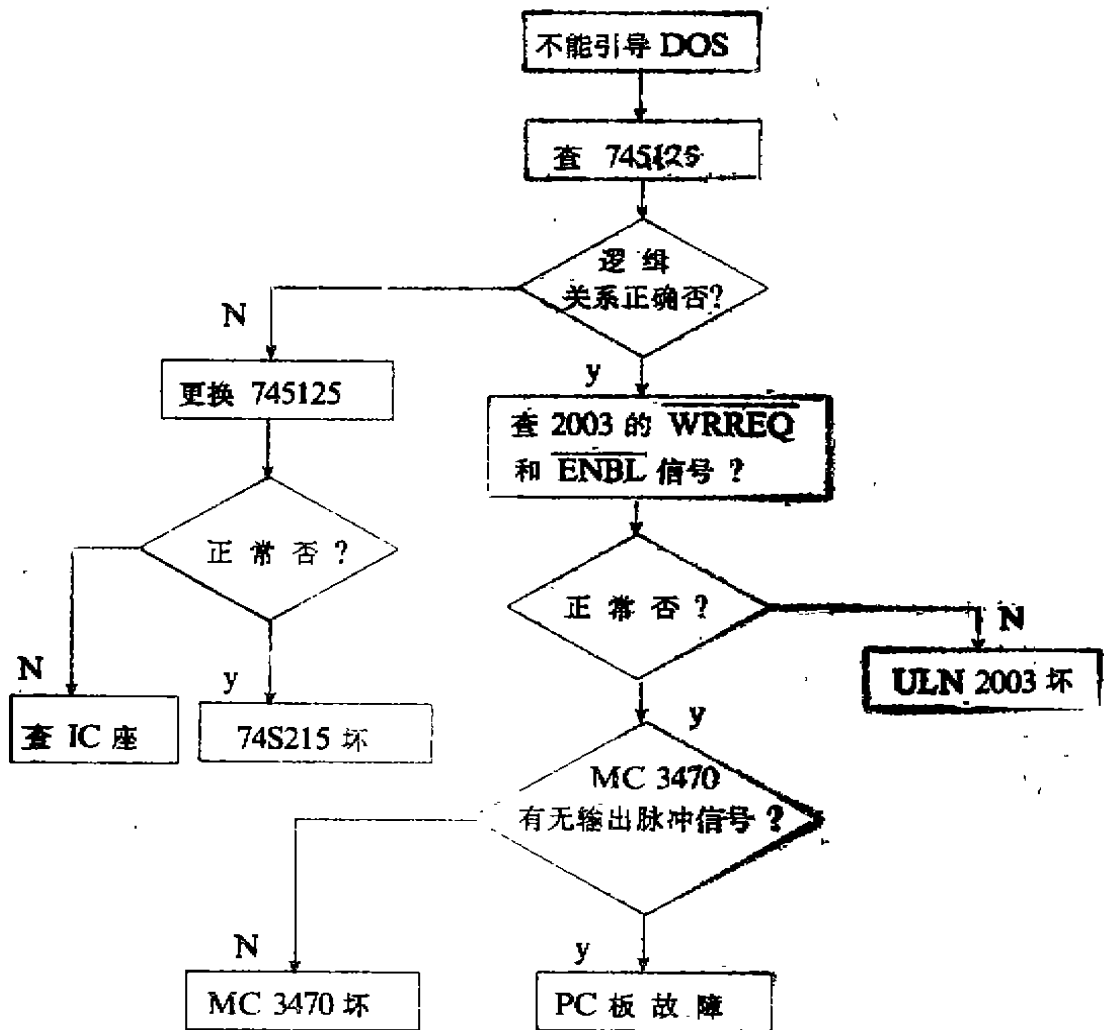 不能引导 DOS
查 745125
逻 缉
关系正确否?
N
y
更换 745125
查 2003 的 WRREQ
和 ENBL 信号 ?
正 常 否 ?
正 常 否 ?
N
y
N
查 IC 座
74S215 坏
ULN 2003 坏
y
MC 3470
有无输出脉冲信号 ?
N
y
MC 3470 坏
PC 板 故 障